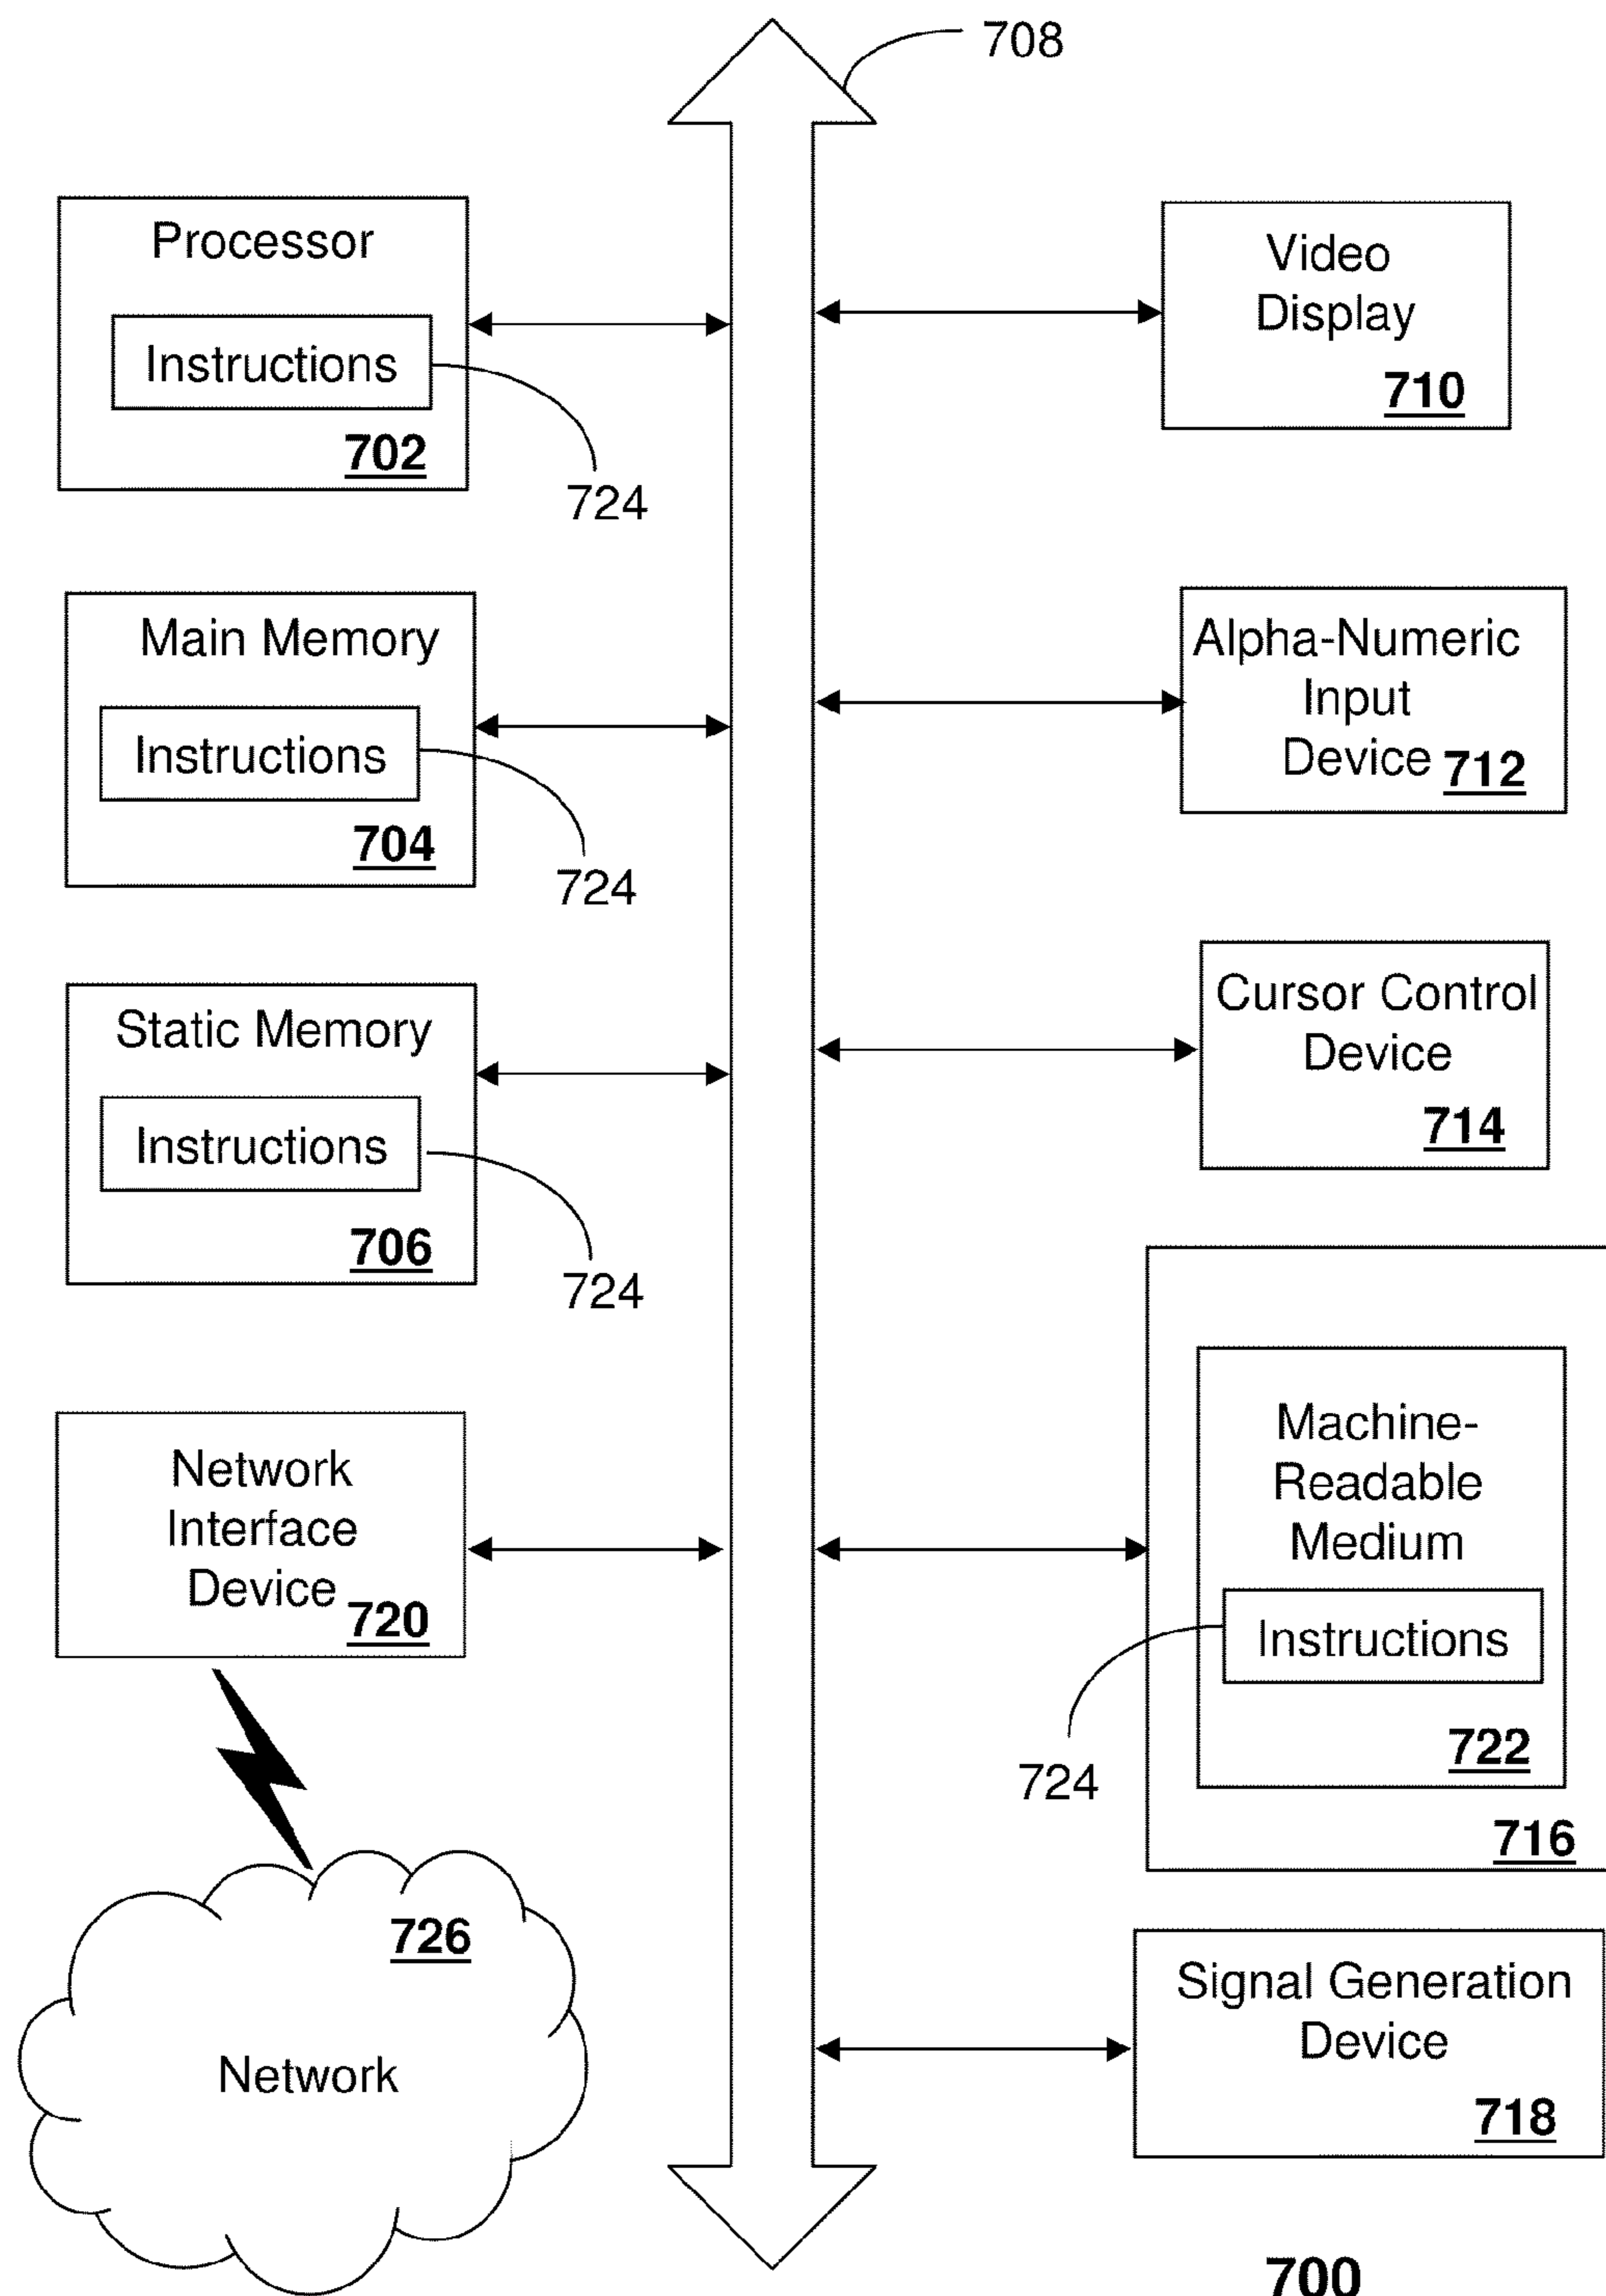 708
Processor
Instructions
702
724
Main Memory
Instructions
704
724
Static Memory
Instructions
706
724
Network
Interface
Device
720
726
Network
Video
Display
710
Alpha-Numeric
Input
Device
712
Cursor Control
Device
714
Machine-
Readable
Medium
Instructions
722
724
716
Signal Generation
Device
718
700